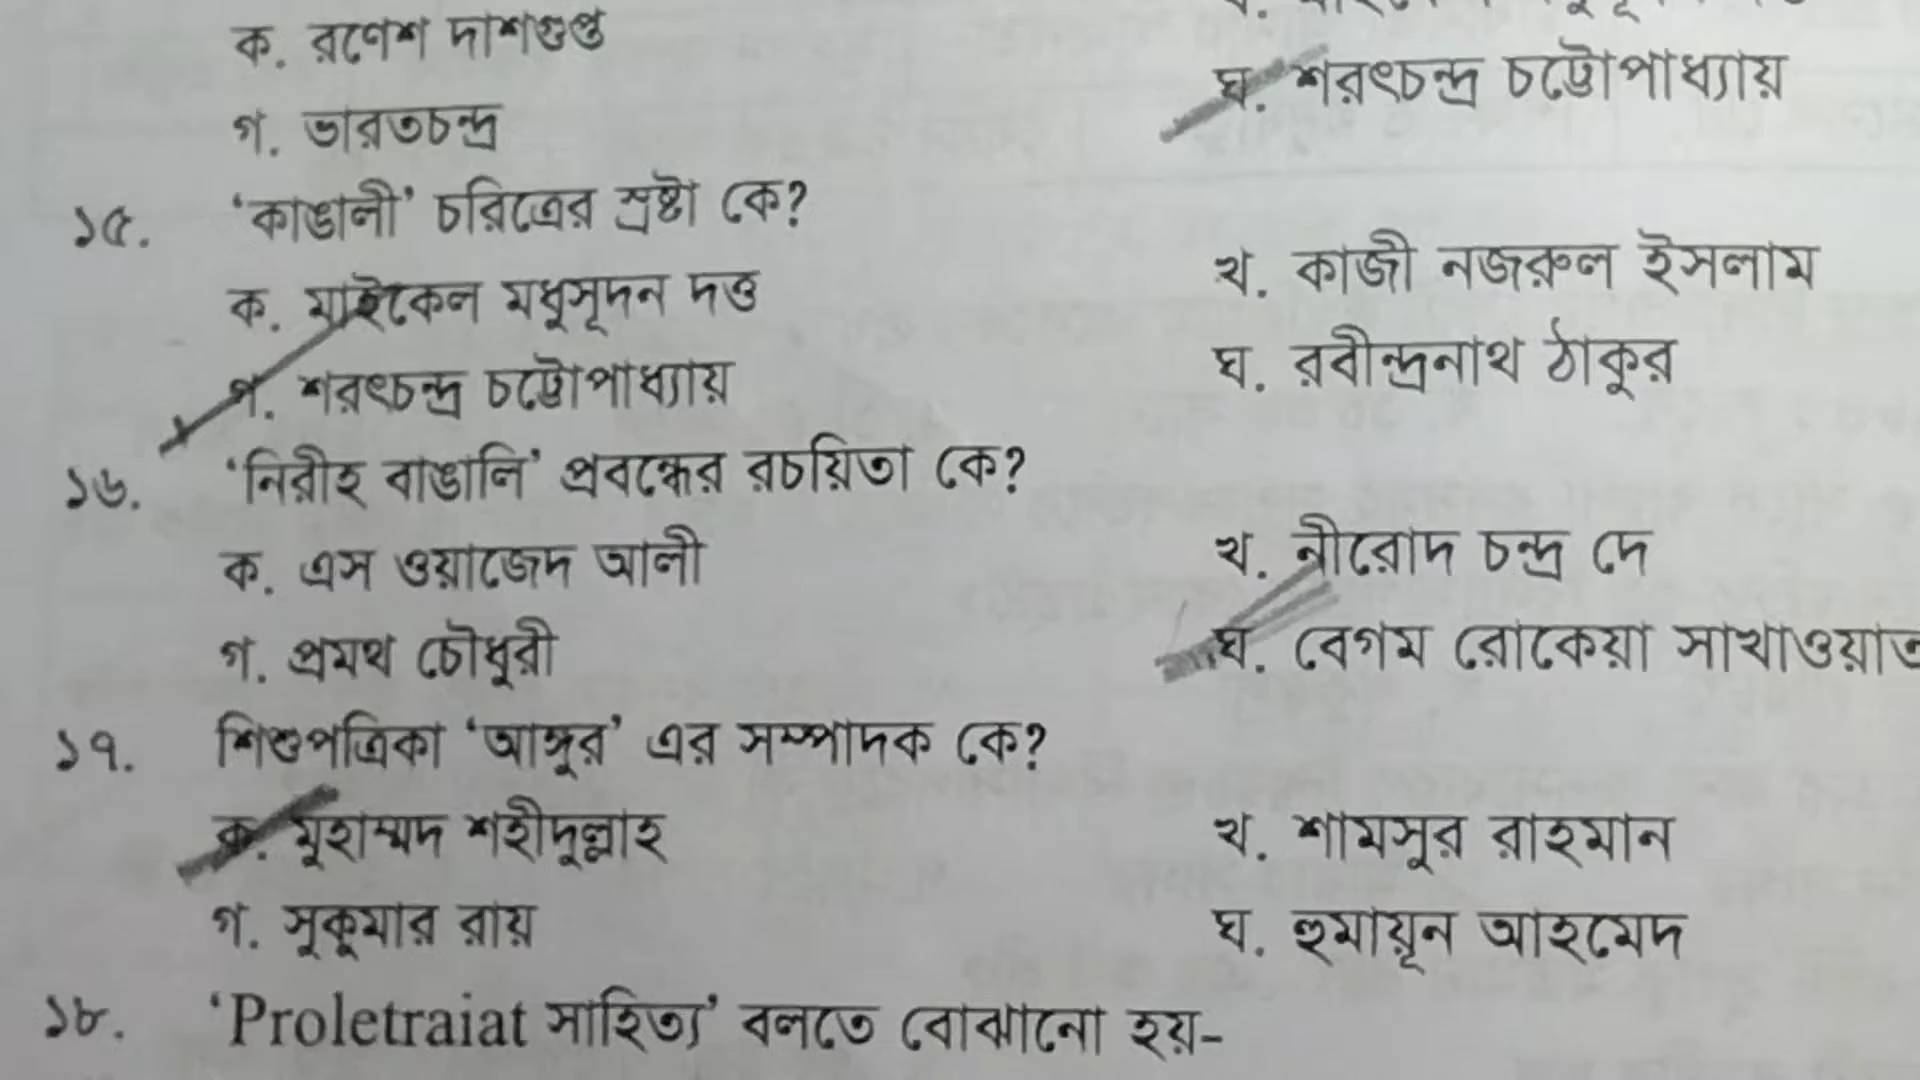 ক. রণেশ দাশগুপ্ত
ঘ. শরৎচন্দ্র চট্টোপাধ্যায়
গ. ভারতচন্দ্র
১৫. ‘কাঙালী’ চরিত্রের স্রষ্টা কে?
ক. মাইকেল মধুসূদন দত্ত
খ. কাজী নজরুল ইসলাম
গ. শরৎচন্দ্র চট্টোপাধ্যায়
ঘ. রবীন্দ্রনাথ ঠাকুর
১৬. ‘নিরীহ বাঙালি’ প্রবন্ধের রচয়িতা কে?
ক. এস ওয়াজেদ আলী
খ. নীরোদ চন্দ্র দে
গ. প্রমথ চৌধুরী
ঘ. বেগম রোকেয়া সাখাওয়াত
১৭. শিশুপত্রিকা ‘আঙ্গুর’ এর সম্পাদক কে?
ক. মুহাম্মদ শহীদুল্লাহ
খ. শামসুর রাহমান
গ. সুকুমার রায়
ঘ. হুমায়ূন আহমেদ
১৮. ‘Proletraiat সাহিত্য’ বলতে বোঝানো হয়-